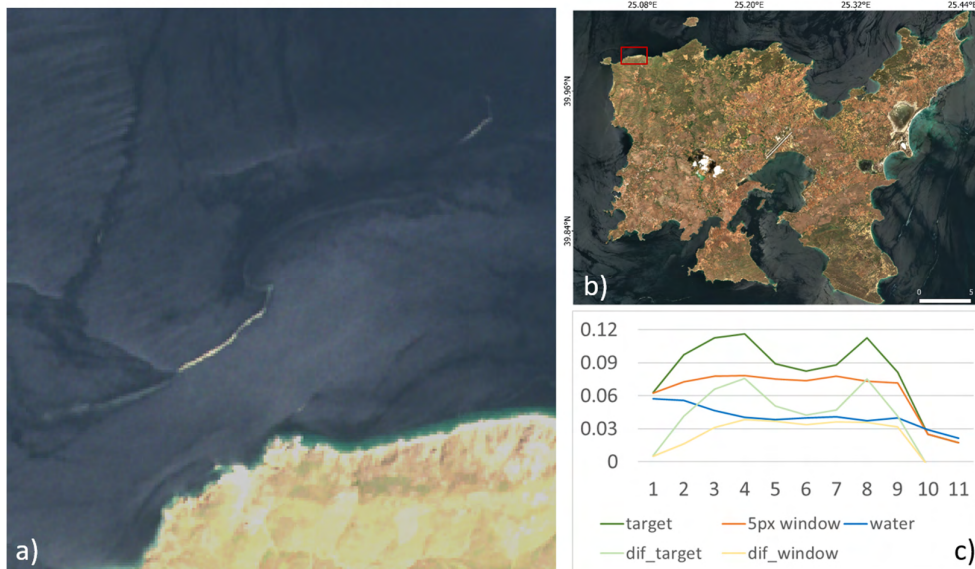 a)
25.08°E 25.20°E 25.32°E 25.44°E
39.96°N
39.84°N
b)
0 5
0.12
0.09
0.06
0.03
0
1 2 3 4 5 6 7 8 9 10 11
target 5px window water
dif_target dif_window
c)